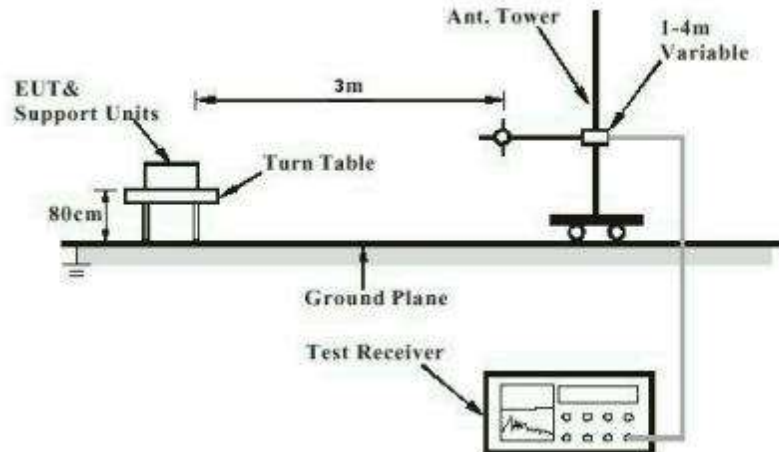 Ant. Tower
1-4m
Variable
3m
EUT&
Support Units
Turn Table
80cm
Ground Plane
Test Receiver